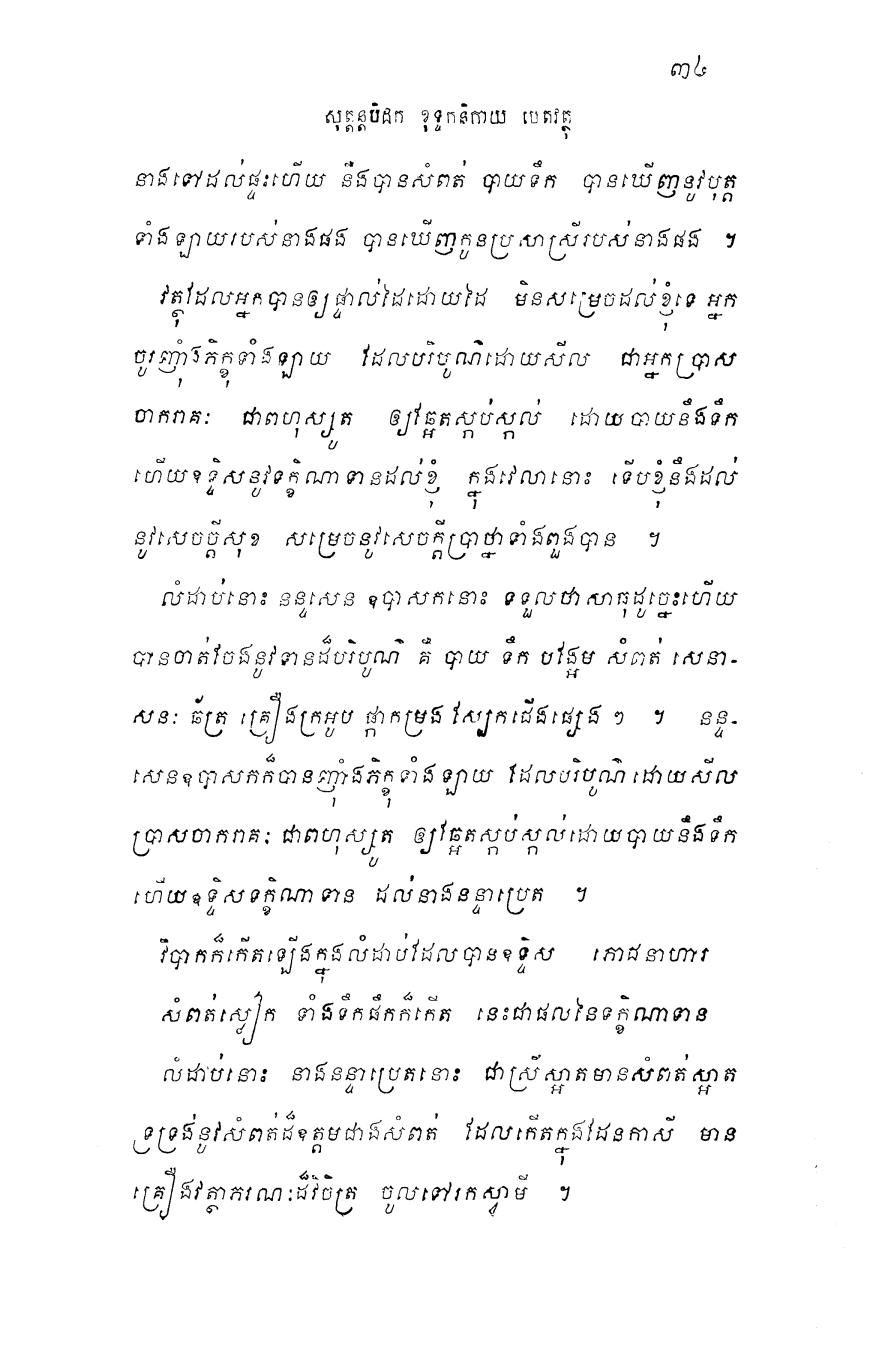 ៣៤
សុត្តន្តបិដក ខុទ្ទកនិកាយ បេតវត្ថុ
នាងទៅដល់ផ្ទះហើយ នឹងបានសំពត់ បាយទឹក បានឃើញនូវបុត្ត
ទាំងឡាយរបស់នាងផង បានឃើញកូនប្រសាស្រីរបស់នាងផង ។
វត្ថុដែលអ្នកបានឲ្យផ្ទាល់ដៃដោយដៃ មិនសម្រេចដល់ខ្ញុំទេ អ្នក
ចូរញុំាងភិក្ខុទាំងឡាយ ដែលបរិបូណ៌ដោយសីល ជាអ្នកប្រាស
ចាករាគៈ ជាពហុស្សូត ឲ្យឆ្អែតស្កប់ស្កល់ ដោយបាយនឹងទឹក
ហើយឧទ្ទិសនូវទក្ខិណាទានដល់ខ្ញុំ ក្នុងវេលានោះ ទើបខ្ញុំនឹងដល់
នូវសេចច្តីសុខ សម្រេចនូវសេចក្តីប្រាថ្នាទាំងពួងបាន ។
លំដាប់នោះ នន្ទសេន ឧបាសកនោះ ទទួលថាសាធុដូច្នេះហើយ
បានចាត់ចែងនូវទានដ៏បរិបូណ៌ គឺ បាយ ទឹក បង្អែម សំពត់ សេនា-
សនៈ ឆ័ត្រ គ្រឿងក្រអូប ផ្កាកម្រង ស្បែកជើងផ្សេង ៗ ។ នន្ទ-
សេនឧបាសកក៏បានញុំាងភិក្ខុទាំងឡាយ ដែលបរិបូណ៌ដោយសីល
ប្រាសចាករាគៈ ជាពហុស្សូត ឲ្យឆ្អែតស្កប់ស្កល់ដោយបាយនឹងទឹក
ហើយឧទ្ទិសទក្ខិណាទាន ដល់នាងនន្ទាប្រេត ។
វិបាកក៏កើតឡើងក្នុងលំដាប់ដែលបានឧទ្ទិស ភោជនាហារ
សំពត់ស្លៀក ទាំងទឹកផឹកក៏កើត នេះជាផលនៃទក្ខិណាទាន
លំដាប់នោះ នាងនន្ទាប្រេតនោះ ជាស្រីស្អាតមានសំពត់ស្អាត
ទ្រទ្រង់នូវសំពត់ដ៏ឧត្តមជាងសំពត់ ដែលកើតក្នុងដែនកាសី មាន
គ្រឿងវត្ថាភរណៈដ៏វិចិត្រ ចូលទៅរកស្វាមី ។